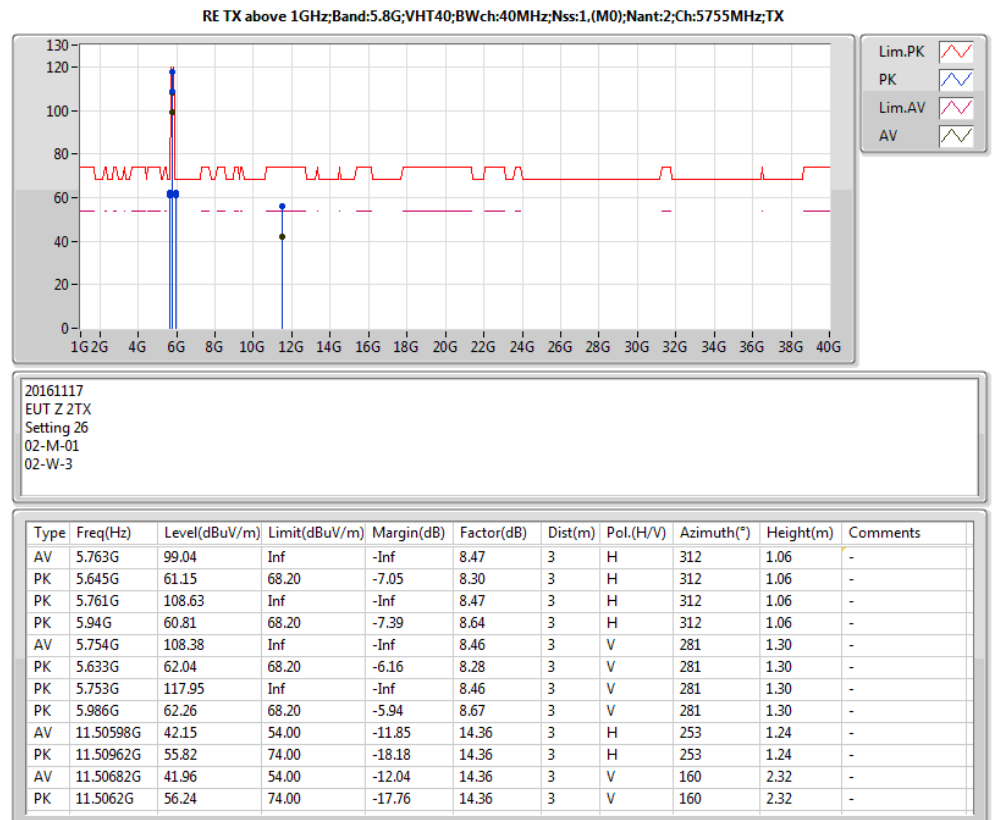 RE TX above 1GHz;Band:5.8G;VHT40;BWch:40MHz;Nss:1,(M0);Nant:2;Ch:5755MHz;TX
130
120
100
80
60
40
20
0
1G 2G 4G 6G 8G 10G 12G 14G 16G 18G 20G 22G 24G 26G 28G 30G 32G 34G 36G 38G 40G
Lim.PK
PK
Lim.AV
AV
20161117
EUT Z 2TX
Setting 26
02-M-01
02-W-3
Type Freq(Hz) Level(dBuV/m) Limit(dBuV/m) Margin(dB) Factor(dB) Dist(m) Pol.(H/V) Azimuth(°) Height(m) Comments
AV 5.763G 99.04 Inf -Inf 8.47 3 H 312 1.06 -
PK 5.645G 61.15 68.20 -7.05 8.30 3 H 312 1.06 -
PK 5.761G 108.63 Inf -Inf 8.47 3 H 312 1.06 -
PK 5.94G 60.81 68.20 -7.39 8.64 3 H 312 1.06 -
AV 5.754G 108.38 Inf -Inf 8.46 3 V 281 1.30 -
PK 5.633G 62.04 68.20 -6.16 8.28 3 V 281 1.30 -
PK 5.753G 117.95 Inf -Inf 8.46 3 V 281 1.30 -
PK 5.986G 62.26 68.20 -5.94 8.67 3 V 281 1.30 -
AV 11.50598G 42.15 54.00 -11.85 14.36 3 H 253 1.24 -
PK 11.50962G 55.82 74.00 -18.18 14.36 3 H 253 1.24 -
AV 11.50682G 41.96 54.00 -12.04 14.36 3 V 160 2.32 -
PK 11.5062G 56.24 74.00 -17.76 14.36 3 V 160 2.32 -